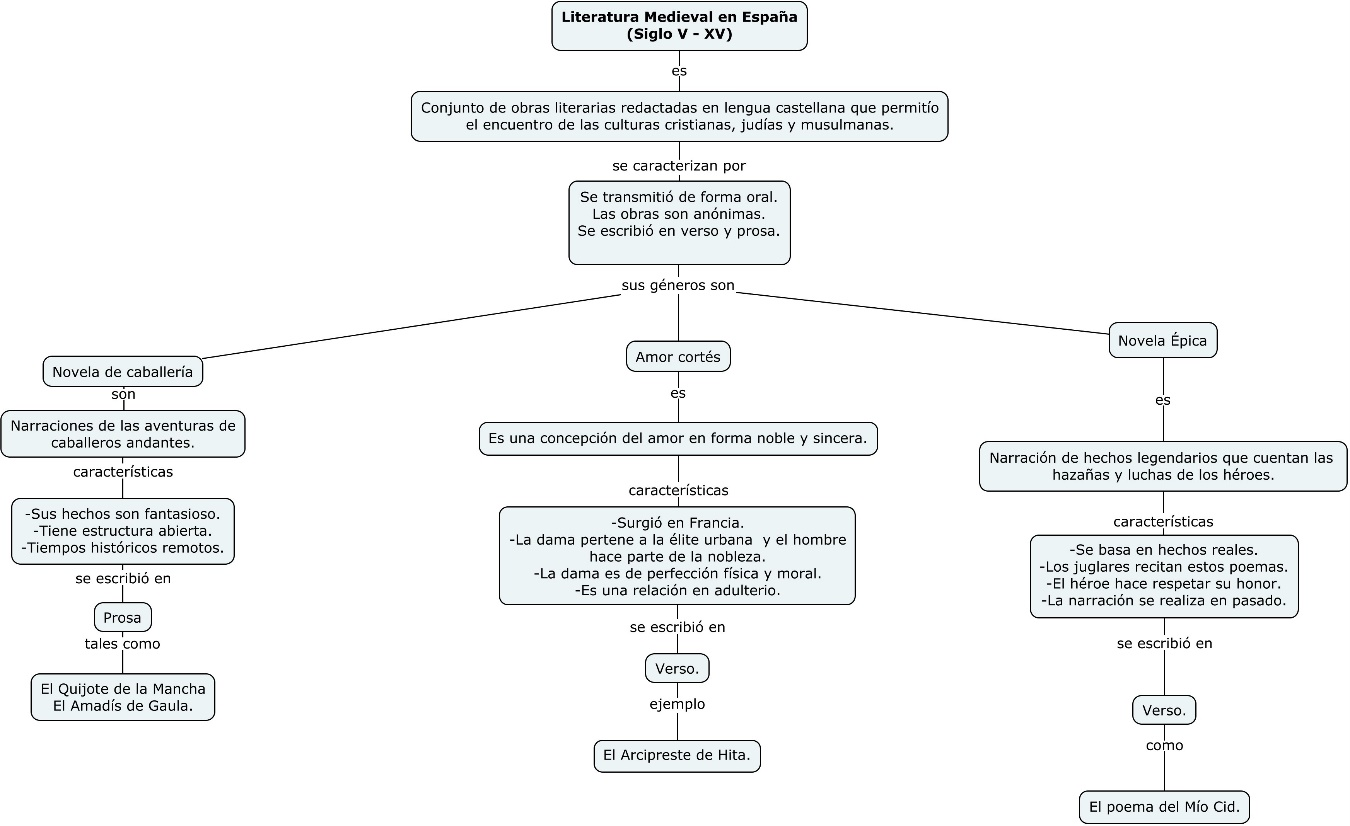 Literatura Medieval en España
(Siglo V - XV)
es
Conjunto de obras literarias redactadas en lengua castellana que permitío
el encuentro de las culturas cristianas, judías y musulmanas.
se caracterizan por
Se transmitió de forma oral.
Las obras son anónimas.
Se escribió en verso y prosa.
sus géneros son
Novela de caballería
son
Narraciones de las aventuras de
caballeros andantes.
características
-Sus hechos son fantasioso.
-Tiene estructura abierta.
-Tiempos históricos remotos.
se escribió en
Prosa
tales como
El Quijote de la Mancha
El Amadís de Gaula.
Amor cortés
es
Es una concepción del amor en forma noble y sincera.
características
-Surgió en Francia.
-La dama pertene a la élite urbana y el hombre
hace parte de la nobleza.
-La dama es de perfección física y moral.
-Es una relación en adulterio.
se escribió en
Verso.
ejemplo
El Arcipreste de Hita.
Novela Épica
es
Narración de hechos legendarios que cuentan las
hazañas y luchas de los héroes.
características
-Se basa en hechos reales.
-Los juglares recitan estos poemas.
-El héroe hace respetar su honor.
-La narración se realiza en pasado.
se escribió en
Verso.
como
El poema del Mío Cid.